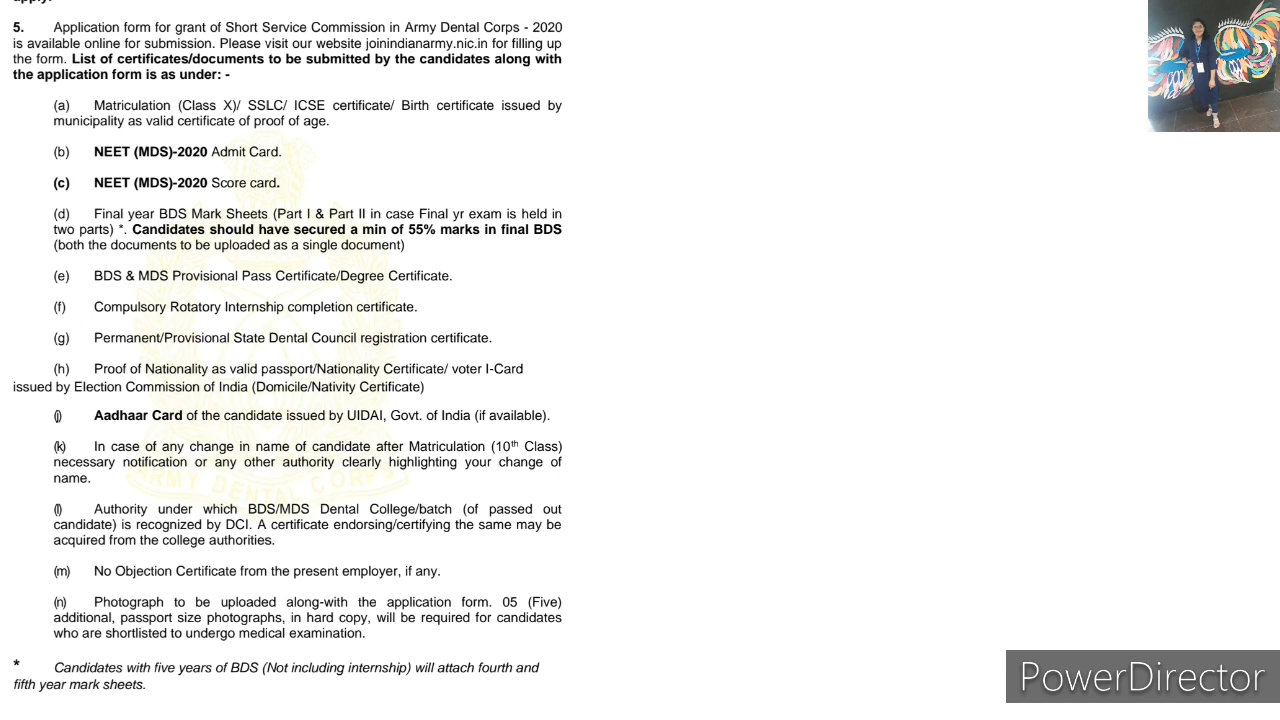 apply.
5. Application form for grant of Short Service Commission in Army Dental Corps - 2020
is available online for submission. Please visit our website joinindianarmy.nic.in for filling up
the form. List of certificates/documents to be submitted by the candidates along with
the application form is as under: -
(a) Matriculation (Class X)/ SSLC/ ICSE certificate/ Birth certificate issued by
municipality as valid certificate of proof of age.
(b) NEET (MDS)-2020 Admit Card.
(c) NEET (MDS)-2020 Score card.
(d) Final year BDS Mark Sheets (Part I & Part II in case Final yr exam is held in
two parts) *. Candidates should have secured a min of 55% marks in final BDS
(both the documents to be uploaded as a single document)
(e) BDS & MDS Provisional Pass Certificate/Degree Certificate.
(f) Compulsory Rotatory Internship completion certificate.
(g) Permanent/Provisional State Dental Council registration certificate.
(h) Proof of Nationality as valid passport/Nationality Certificate/ voter I-Card
issued by Election Commission of India (Domicile/Nativity Certificate)
(j) Aadhaar Card of the candidate issued by UIDAI, Govt. of India (if available).
(k) In case of any change in name of candidate after Matriculation (10th Class)
necessary notification or any other authority clearly highlighting your change of
name.
(l) Authority under which BDS/MDS Dental College/batch (of passed out
candidate) is recognized by DCI. A certificate endorsing/certifying the same may be
acquired from the college authorities.
(m) No Objection Certificate from the present employer, if any.
(n) Photograph to be uploaded along-with the application form. 05 (Five)
additional, passport size photographs, in hard copy, will be required for candidates
who are shortlisted to undergo medical examination.
* Candidates with five years of BDS (Not including internship) will attach fourth and
fifth year mark sheets.
ARMY DENTAL CORPS
PowerDirector